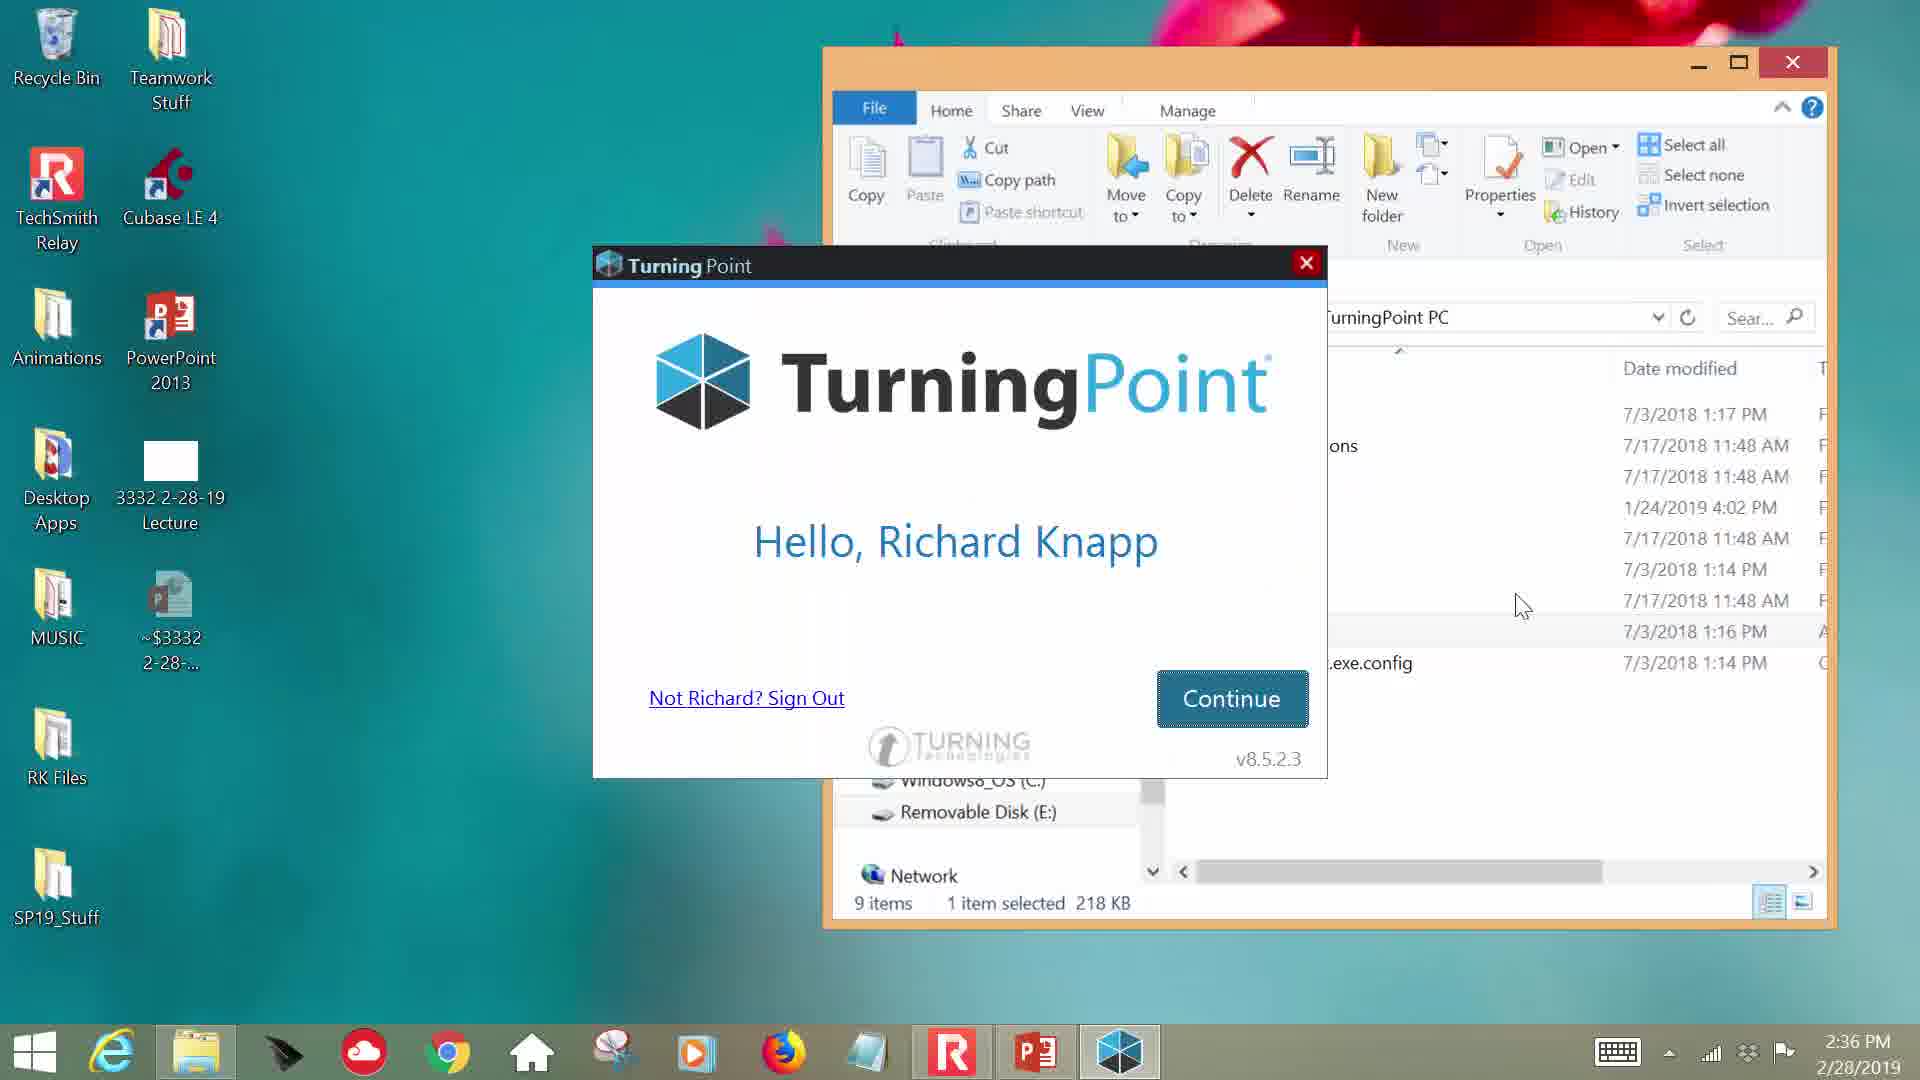 Recycle Bin
Teamwork
Stuff
TechSmith
Relay
Cubase LE 4
Animations
PowerPoint
2013
Desktop
Apps
3332 2-28-19
Lecture
MUSIC
~$3332
2-28-...
RK Files
SP19_Stuff
File
Home
Share
View
Manage
Copy
Paste
Cut
Copy path
Paste shortcut
Move
to
Copy
to
Delete
Rename
New
folder
Properties
Open
Edit
History
Select all
Select none
Invert selection
New
Open
Select
TurningPoint PC
Sear...
Date modified
7/3/2018 1:17 PM
ons
7/17/2018 11:48 AM
7/17/2018 11:48 AM
1/24/2019 4:02 PM
7/17/2018 11:48 AM
7/3/2018 1:14 PM
7/17/2018 11:48 AM
7/3/2018 1:16 PM
.exe.config
7/3/2018 1:14 PM
Turning Point
TurningPoint
Hello, Richard Knapp
Not Richard? Sign Out
Continue
TURNING
Technologies
v8.5.2.3
Windows8_OS (C:)
Removable Disk (E:)
Network
9 items
1 item selected 218 KB
2:36 PM
2/28/2019